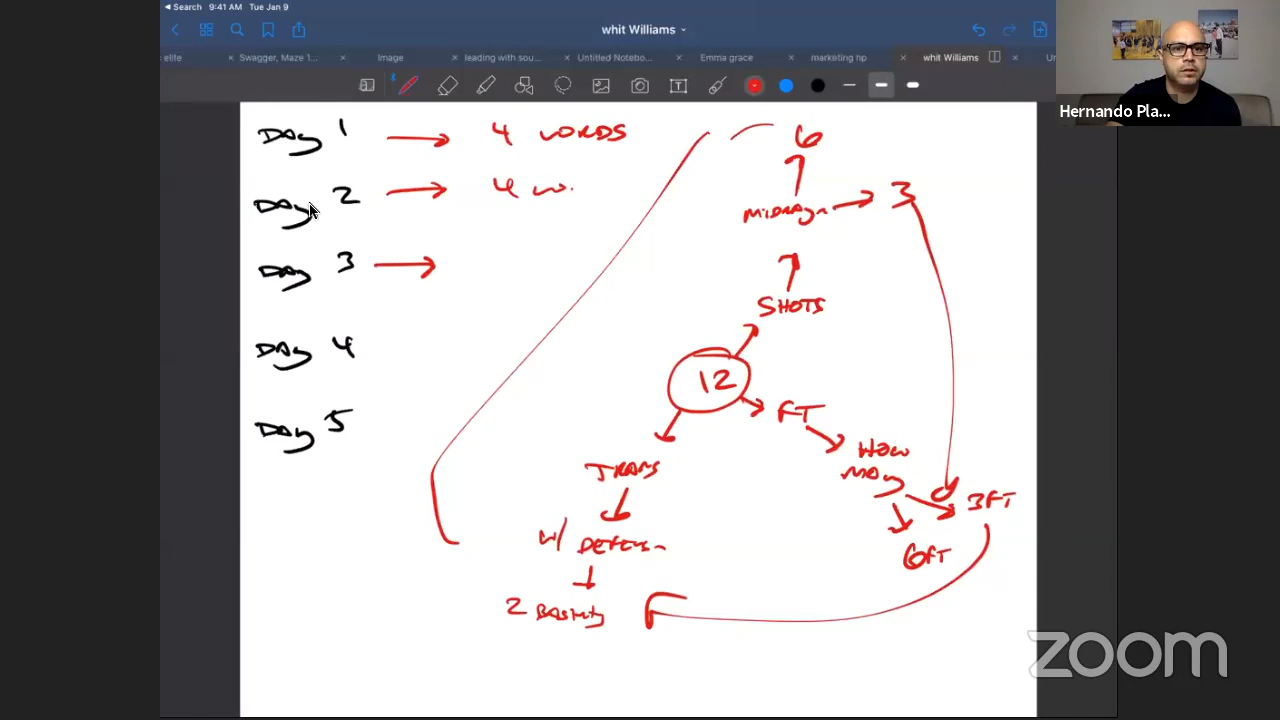 Search 9:41 AM Tue Jan 9
whit Williams
elite
Swagger, Maze 1...
Image
leading with sou...
Untitled Notebo...
Emma grace
marketing hp
whit Williams
Hernando Pla...
DAy 1 → 4 WORDS
DAy 2 → 4 W.
DAy 3 →
DAy 4
DAy 5
6
3
SHOTS
12
FT
HOW
MANy
3FT
6FT
TRANS
W/
2
zoom